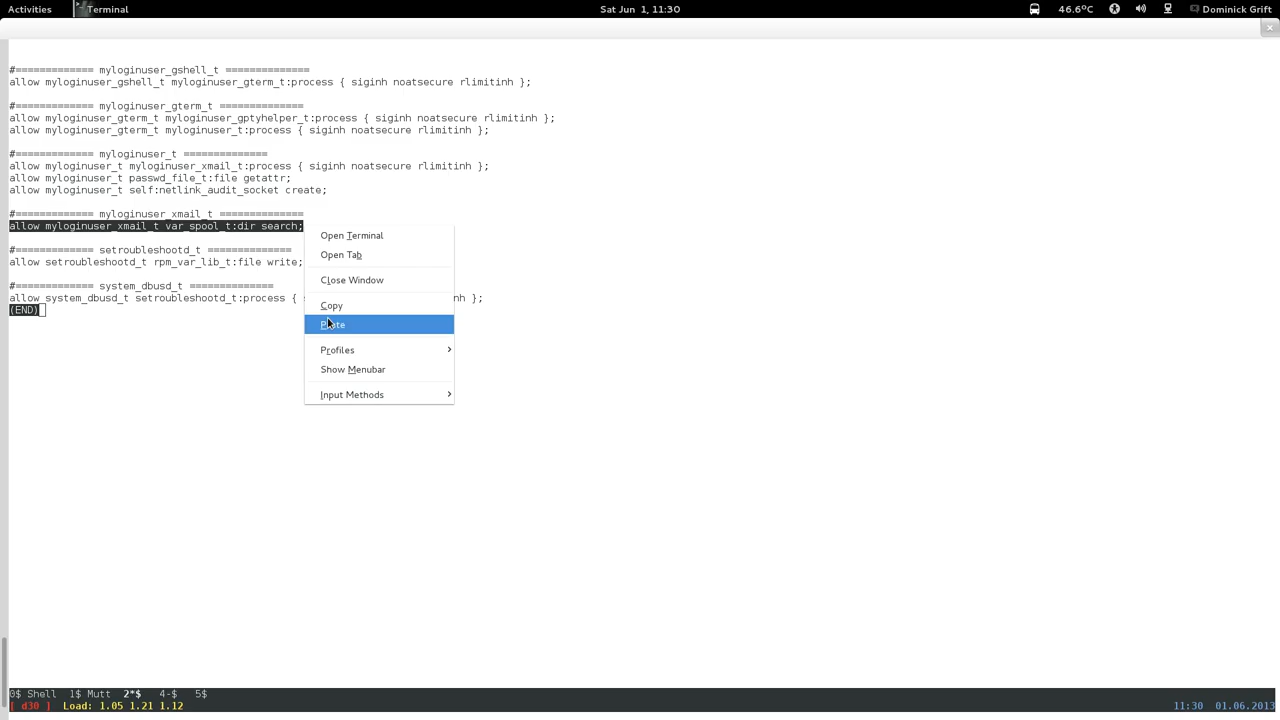 Activities Terminal Sat Jun 1, 11:30 46.6ºC Dominick Grift
#============= myloginuser_gshell_t ==============
allow myloginuser_gshell_t myloginuser_gterm_t:process { siginh noatsecure rlimitinh };
#============= myloginuser_gterm_t ==============
allow myloginuser_gterm_t myloginuser_gptyhelper_t:process { siginh noatsecure rlimitinh };
allow myloginuser_gterm_t myloginuser_t:process { siginh noatsecure rlimitinh };
#============= myloginuser_t ==============
allow myloginuser_t myloginuser_xmail_t:process { siginh noatsecure rlimitinh };
allow myloginuser_t passwd_file_t:file getattr;
allow myloginuser_t self:netlink_audit_socket create;
#============= myloginuser_xmail_t ==============
allow myloginuser_xmail_t var_spool_t:dir search;
#============= setroubleshootd_t ==============
allow setroubleshootd_t rpm_var_lib_t:file write;
#============= system_dbusd_t ==============
allow system_dbusd_t setroubleshootd_t:process { };
(END)
Open Terminal
Open Tab
Close Window
Copy
Paste
Profiles
Show Menubar
Input Methods
0$ Shell 1$ Mutt 2*$ 4-$ 5$
[ d30 ] Load: 1.05 1.21 1.12 11:30 01.06.2013